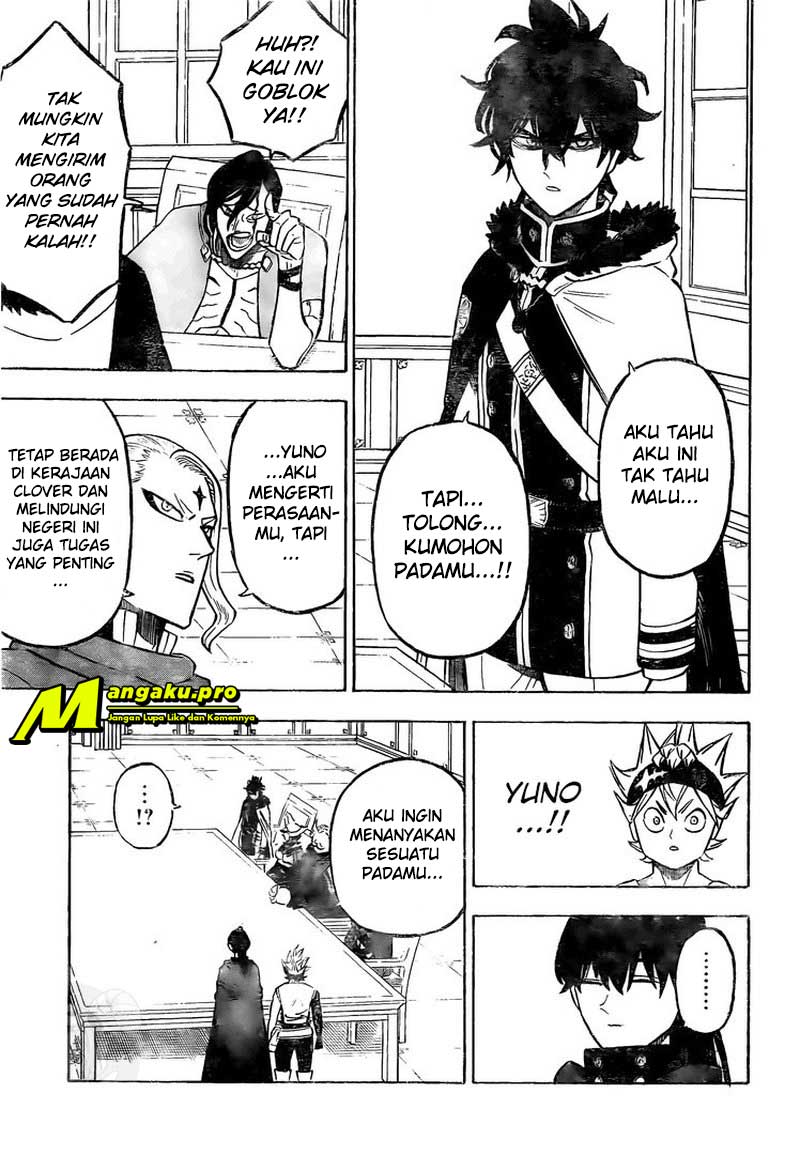 AKU TAHU
AKU INI
TAK TAHU
MALU...
TAPI...
TOLONG...
KUMOHON
PADAMU...!!
HUH?!
KAU INI
GOBLOK
YA!!
TAK
MUNGKIN
KITA
MENGIRIM
ORANG
YANG SUDAH
PERNAH
KALAH!!
...YUNO
...AKU
MENGERTI
PERASAAN-
MU, TAPI
...
TETAP BERADA
DI KERAJAAN
CLOVER DAN
MELINDUNGI
NEGERI INI
JUGA TUGAS
YANG PENTING
...
Mangaku.pro
Jangan Lupa Like dan Komennya
YUNO
...!!
........
AKU INGIN
MENANYAKAN
SESUATU
PADAMU...
...
!?